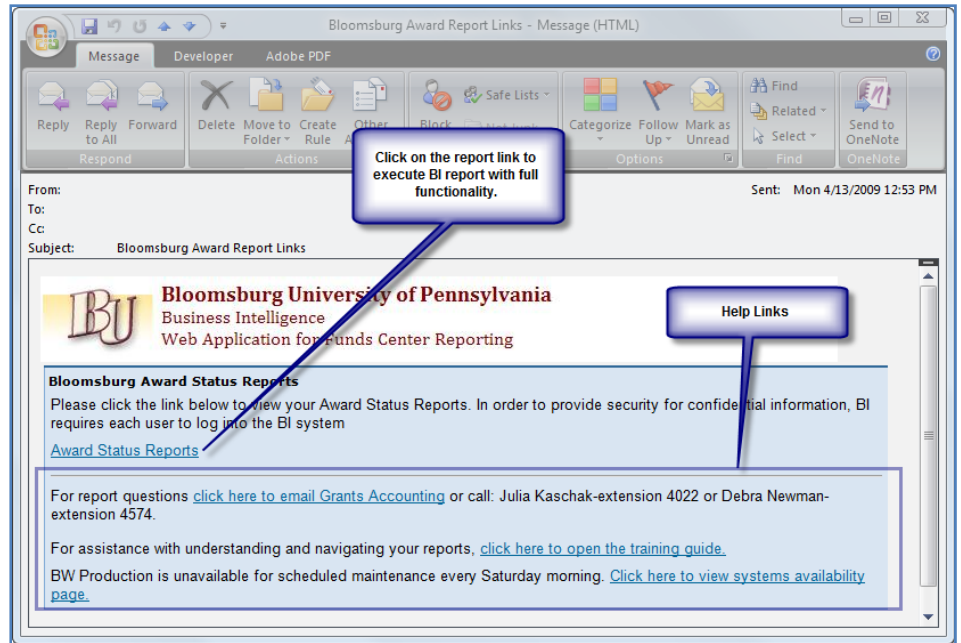 Bloomsburg Award Report Links - Message (HTML)
Message Developer Adobe PDF
Reply Reply to All Forward
Respond
Delete Move to Folder Create Rule Other
Actions
Block Safe Lists
Categorize Follow Up Mark as Unread
Options
Find
Related
Select
Find
Send to OneNote
OneNote
Click on the report link to
execute BI report with full
functionality.
From:
Sent: Mon 4/13/2009 12:53 PM
To:
Cc:
Subject: Bloomsburg Award Report Links
BU
Bloomsburg University of Pennsylvania
Business Intelligence
Web Application for Funds Center Reporting
Help Links
Bloomsburg Award Status Reports
Please click the link below to view your Award Status Reports. In order to provide security for confidential information, BI
requires each user to log into the BI system
Award Status Reports
For report questions click here to email Grants Accounting or call: Julia Kaschak-extension 4022 or Debra Newman-
extension 4574.
For assistance with understanding and navigating your reports, click here to open the training guide.
BW Production is unavailable for scheduled maintenance every Saturday morning. Click here to view systems availability
page.